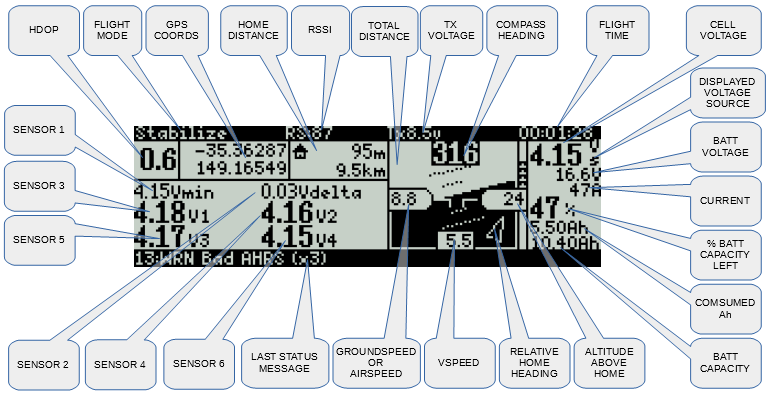 HDOP
FLIGHT
MODE
GPS
COORDS
HOME
DISTANCE
RSSI
TOTAL
DISTANCE
TX
VOLTAGE
COMPASS
HEADING
FLIGHT
TIME
CELL
VOLTAGE
DISPLAYED
VOLTAGE
SOURCE
BATT
VOLTAGE
CURRENT
% BATT
CAPACITY
LEFT
COMSUMED
Ah
BATT
CAPACITY
SENSOR 1
SENSOR 3
SENSOR 5
Stabilize
RS:87
Tx8.5v
00:01:28
0.6
-35.36287
149.16549
95m
9.5km
316
4.15
16.6V
47
4.15Vmin
0.03Vdelta
4.18V1
4.16V2
4.17V3
4.15V4
8.8
24
5.5
47%
5.50Ah
10.40Ah
13:WRN Bad AHRS (x3)
SENSOR 2
SENSOR 4
SENSOR 6
LAST STATUS
MESSAGE
GROUNDSPEED
OR
AIRSPEED
VSPEED
RELATIVE
HOME
HEADING
ALTITUDE
ABOVE
HOME